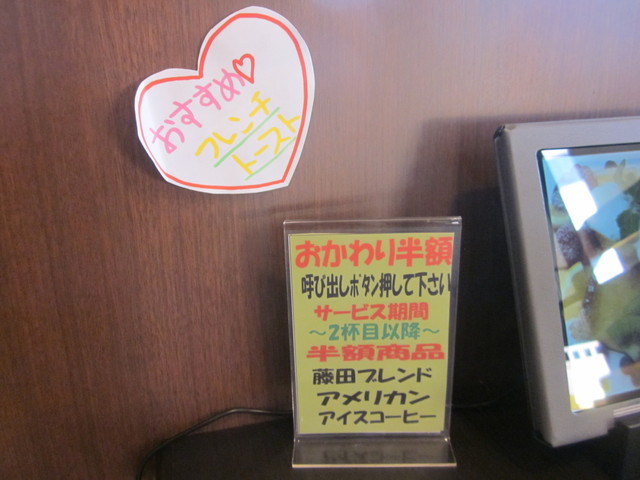 おすすめ♡
フレンチ
トースト
おかわり半額
呼び出しボタン押して下さい
サービス期間
～2杯目以降～
半額商品
藤田ブレンド
アメリカン
アイスコーヒー